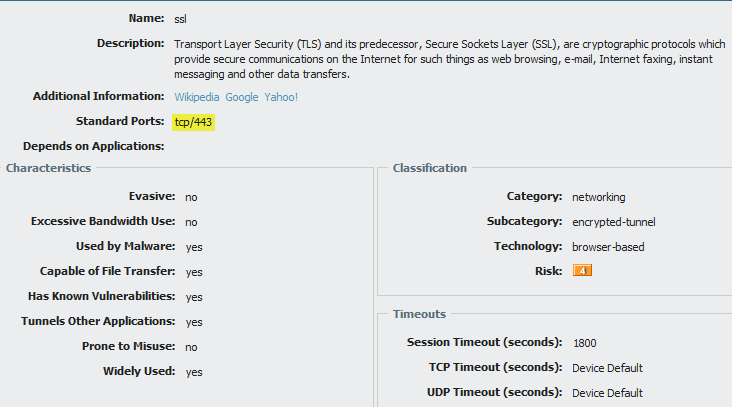 Name: ssl
Description: Transport Layer Security (TLS) and its predecessor, Secure Sockets Layer (SSL), are cryptographic protocols which
provide secure communications on the Internet for such things as web browsing, e-mail, Internet faxing, instant
messaging and other data transfers.
Additional Information: Wikipedia Google Yahoo!
Standard Ports: tcp/443
Depends on Applications:
Characteristics
Evasive: no
Excessive Bandwidth Use: no
Used by Malware: yes
Capable of File Transfer: yes
Has Known Vulnerabilities: yes
Tunnels Other Applications: yes
Prone to Misuse: no
Widely Used: yes
Classification
Category: networking
Subcategory: encrypted-tunnel
Technology: browser-based
Risk: 4
Timeouts
Session Timeout (seconds): 1800
TCP Timeout (seconds): Device Default
UDP Timeout (seconds): Device Default